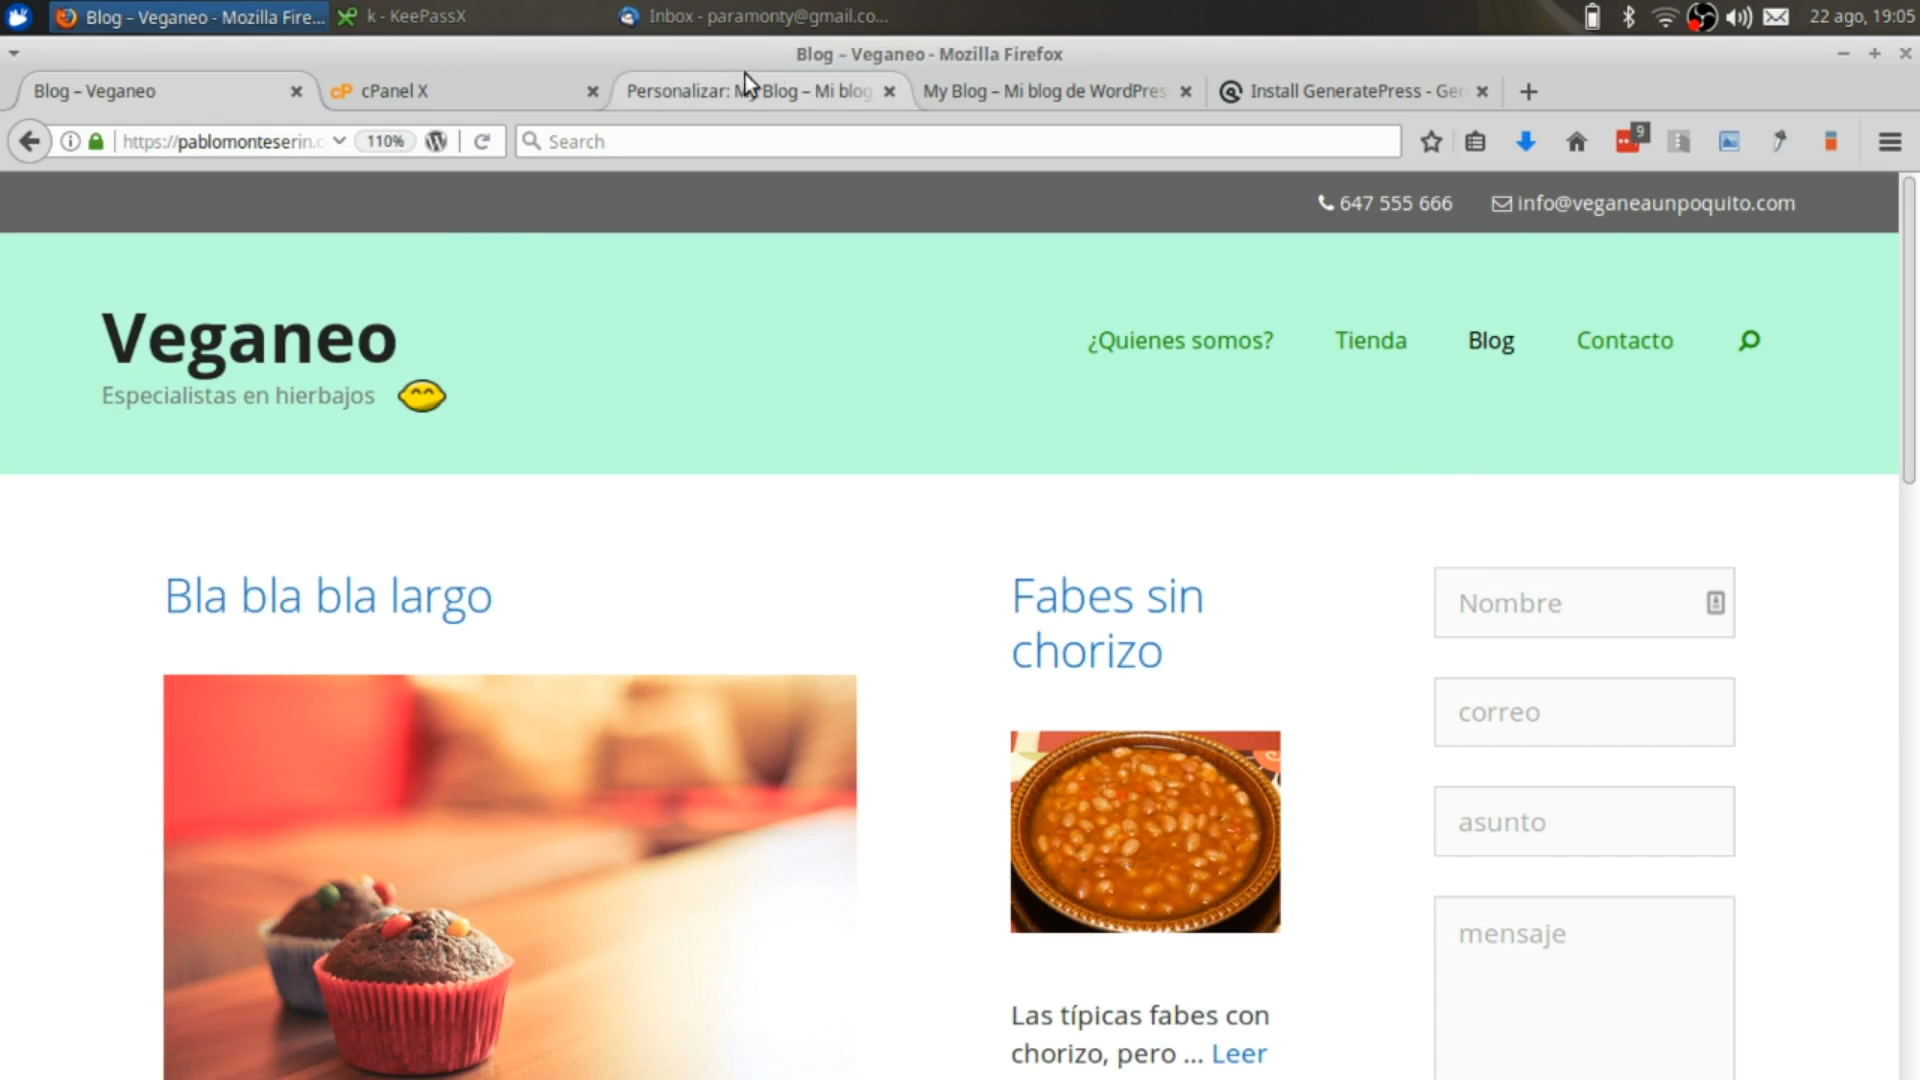 Blog – Veganeo - Mozilla Fire...
k - KeePassX
Inbox - paramonty@gmail.co...
22 ago, 19:05
Blog – Veganeo - Mozilla Firefox
Blog – Veganeo
cPanel X
Personalizar: My Blog – Mi blog
My Blog – Mi blog de WordPres
Install GeneratePress - Gen
https://pablomonteserin.c
110%
Search
9
647 555 666
info@veganeaunpoquito.com
Veganeo
Especialistas en hierbajos
¿Quienes somos?
Tienda
Blog
Contacto
Bla bla bla largo
Fabes sin
chorizo
Las típicas fabes con
chorizo, pero ... Leer
Nombre
correo
asunto
mensaje